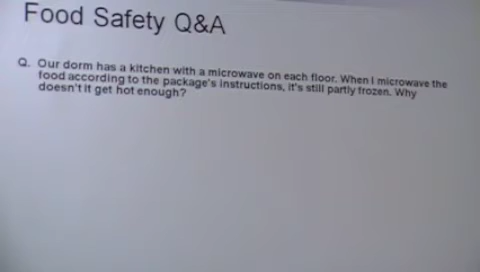 Food Safety Q&A
Q. Our dorm has a kitchen with a microwave on each floor. When I microwave the
food according to the package's instructions, it's still partly frozen. Why
doesn't it get hot enough?